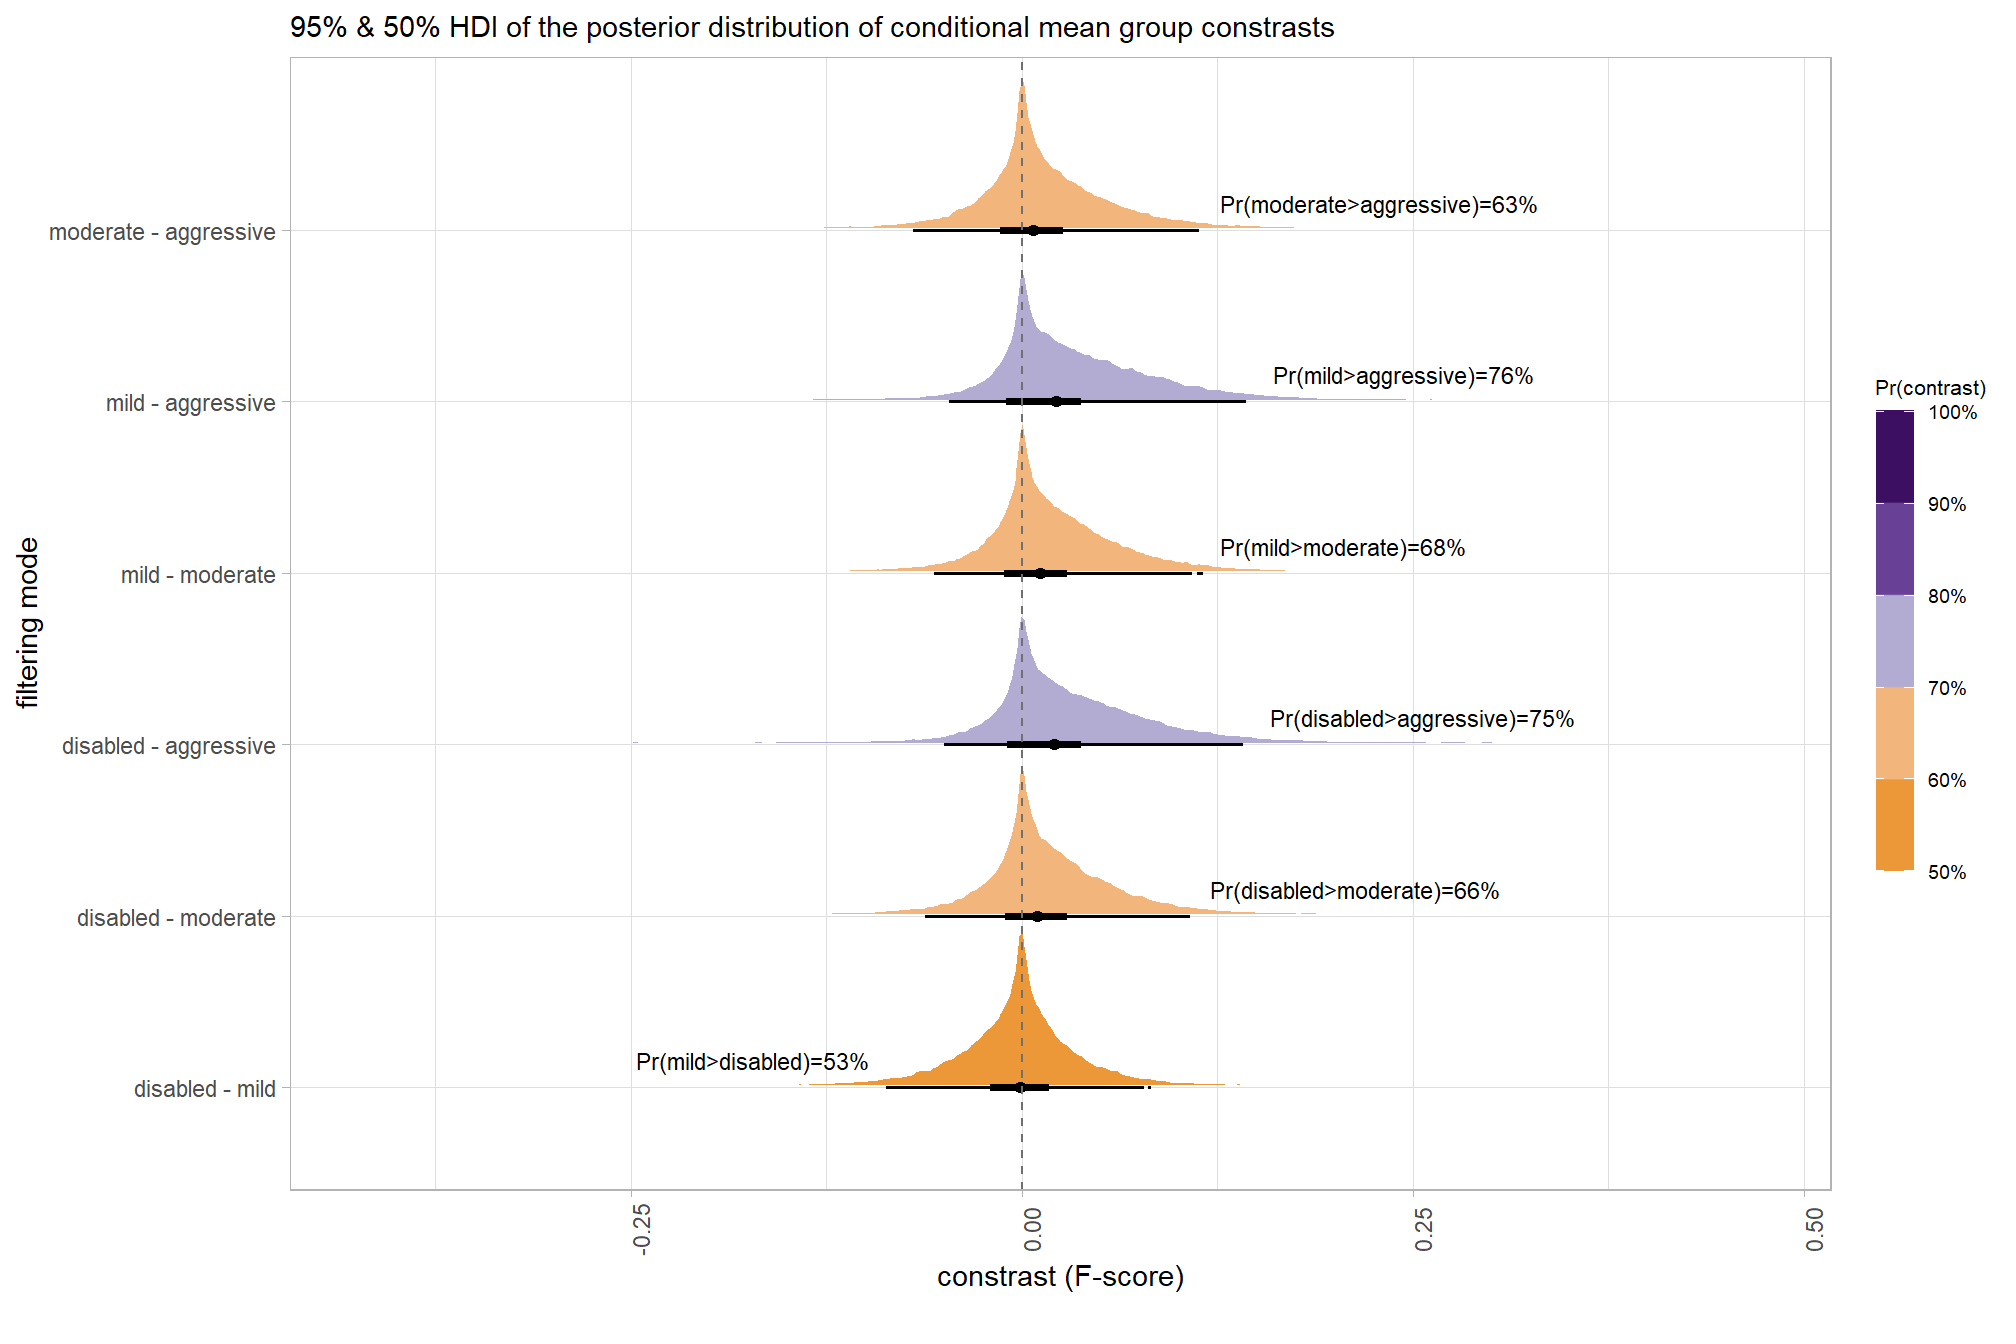 95% & 50% HDI of the posterior distribution of conditional mean group constrasts
filtering mode
moderate - aggressive
Pr(moderate>aggressive)=63%
mild - aggressive
Pr(mild>aggressive)=76%
mild - moderate
Pr(mild>moderate)=68%
disabled - aggressive
Pr(disabled>aggressive)=75%
disabled - moderate
Pr(disabled>moderate)=66%
disabled - mild
Pr(mild>disabled)=53%
-0.25
0.00
0.25
0.50
constrast (F-score)
Pr(contrast)
100%
90%
80%
70%
60%
50%